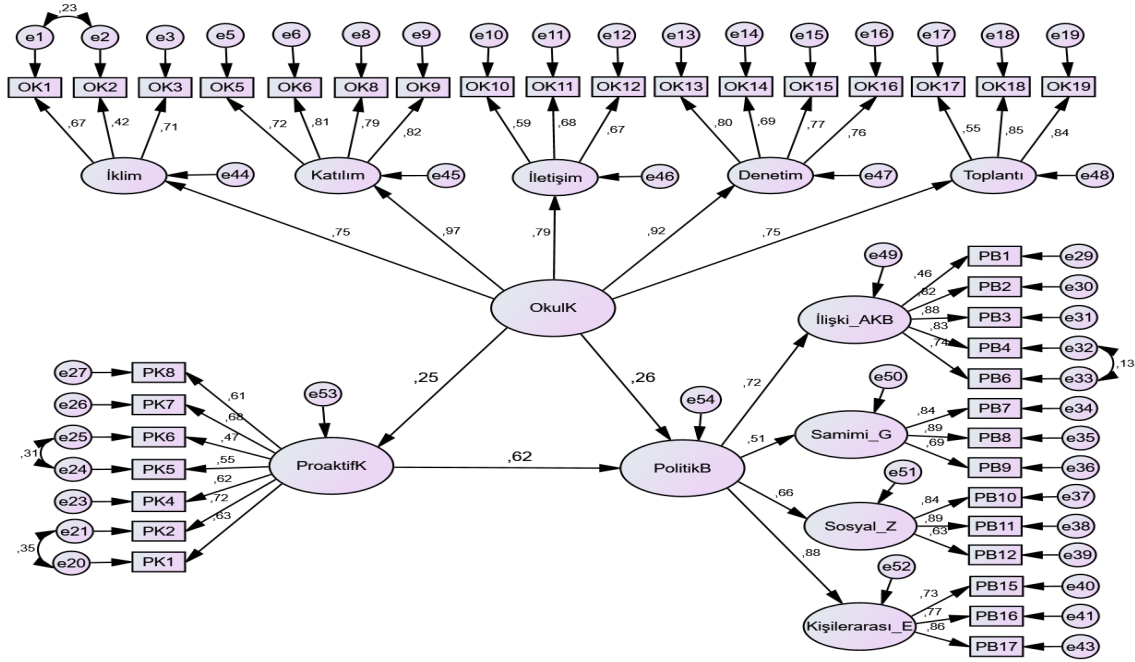 ,23
e1 e2 e3 e5 e6 e8 e9 e10 e11 e12 e13 e14 e15 e16 e17 e18 e19
OK1 OK2 OK3 OK5 OK6 OK8 OK9 OK10 OK11 OK12 OK13 OK14 OK15 OK16 OK17 OK18 OK19
,67 ,42 ,71 ,72 ,81 ,79 ,82 ,59 ,68 ,67 ,80 ,69 ,77 ,76 ,55 ,85 ,84
İklim e44 Katılım e45 İletişim e46 Denetim e47 Toplantı e48
,75 ,97 ,79 ,92 ,75
OkulK
,25 ,26
e49
İlişki_AKB
,46 PB1 e29
,82 PB2 e30
,88 PB3 e31
,83 PB4 e32
,74 PB6 e33
,13
e27 PK8 ,61
e26 PK7 ,68
e25 PK6 ,47
,31
e24 PK5 ,55
e23 PK4 ,62
e21 PK2 ,72
,35
e20 PK1 ,63
e53
ProaktifK
,62
e54
PolitikB
,72 ,51 ,66 ,88
e50
Samimi_G
,84 PB7 e34
,89 PB8 e35
,69 PB9 e36
e51
Sosyal_Z
,84 PB10 e37
,89 PB11 e38
,63 PB12 e39
e52
Kişilerarası_E
,73 PB15 e40
,77 PB16 e41
,86 PB17 e43